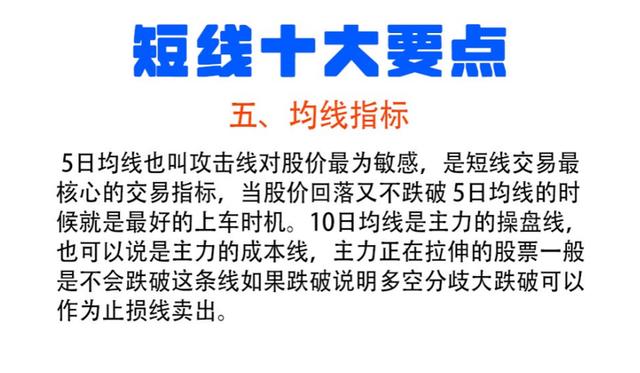 短线十大要点
五、均线指标
5日均线也叫攻击线对股价最为敏感，是短线交易最
核心的交易指标，当股价回落又不跌破 5日均线的时
候就是最好的上车时机。10日均线是主力的操盘线，
也可以说是主力的成本线，主力正在拉伸的股票一般
是不会跌破这条线如果跌破说明多空分歧大跌破可以
作为止损线卖出。